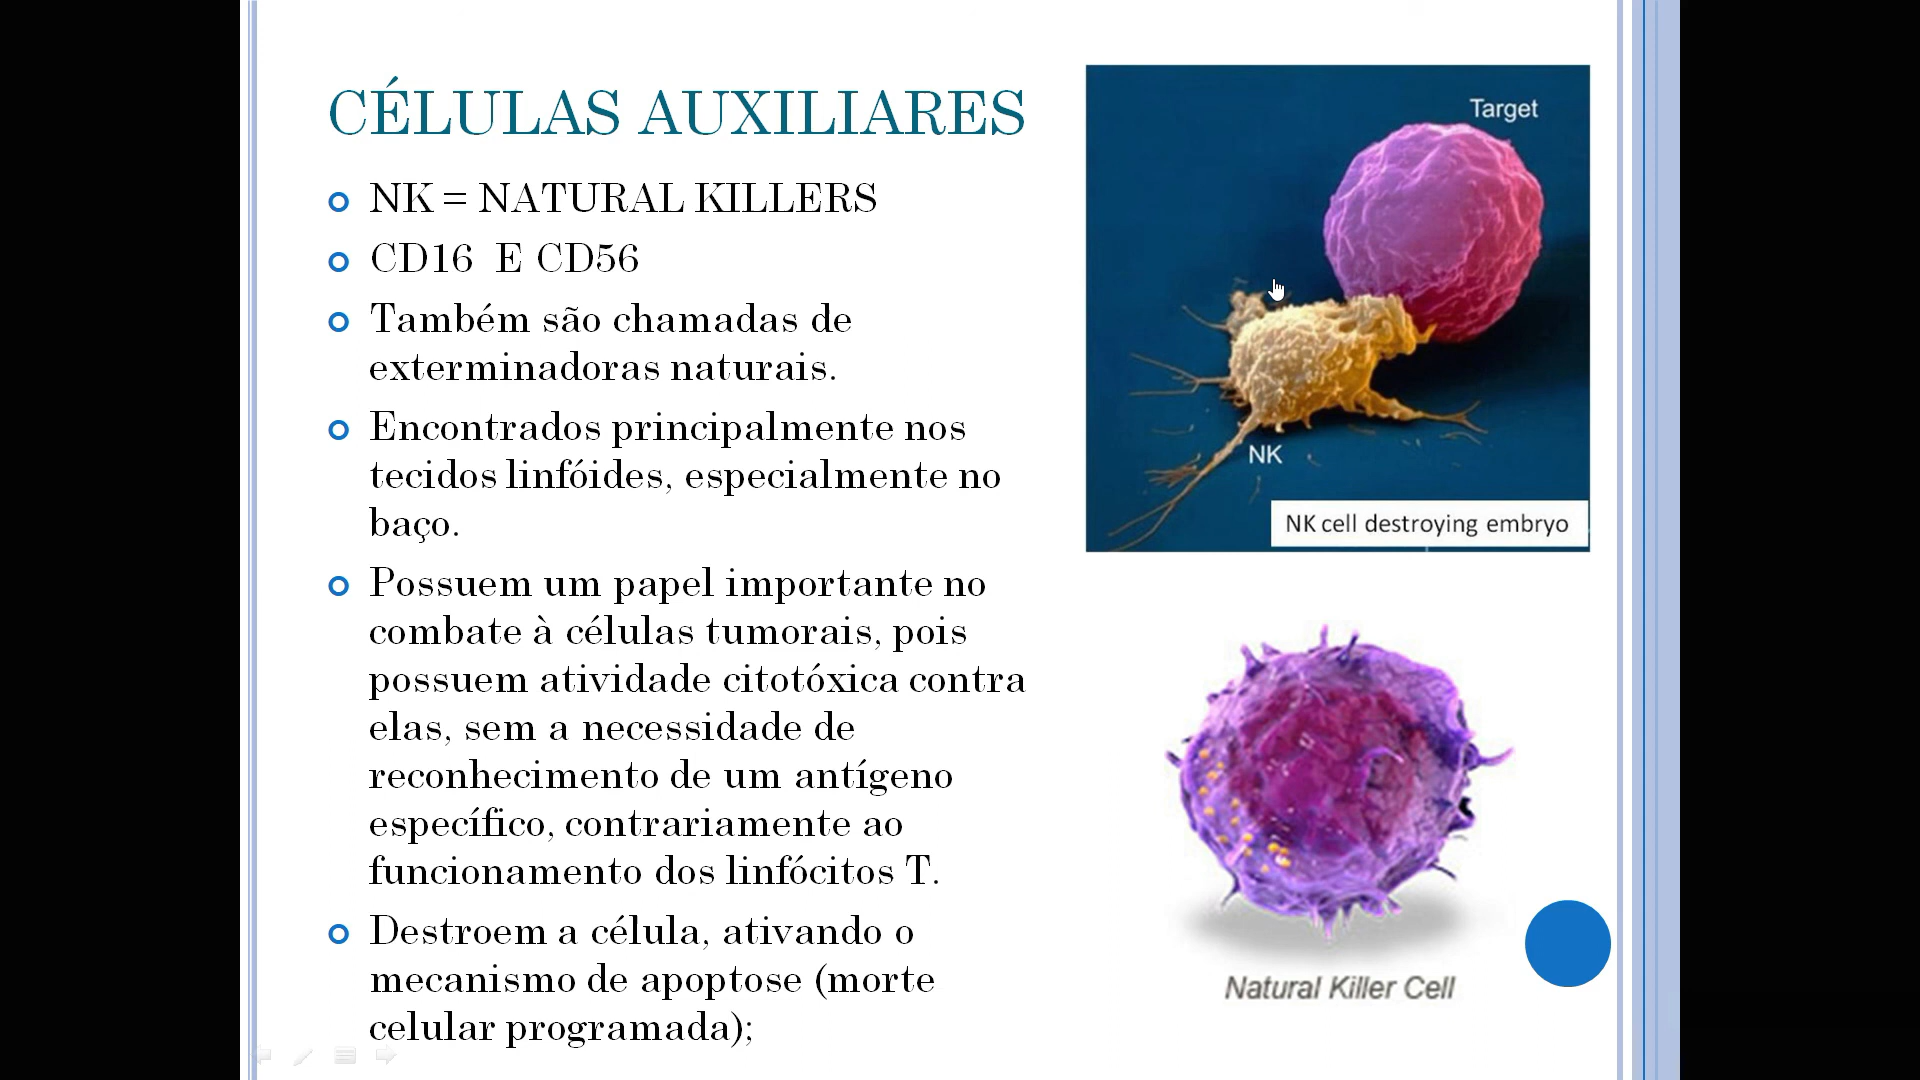 CÉLULAS AUXILIARES
NK = NATURAL KILLERS
CD16  E CD56
Também são chamadas de
exterminadoras naturais.
Encontrados principalmente nos
tecidos linfóides, especialmente no
baço.
Possuem um papel importante no
combate à células tumorais, pois
possuem atividade citotóxica contra
elas, sem a necessidade de
reconhecimento de um antígeno
específico, contrariamente ao
funcionamento dos linfócitos T.
Destroem a célula, ativando o
mecanismo de apoptose (morte
celular programada);
Target
NK
NK cell destroying embryo
Natural Killer Cell